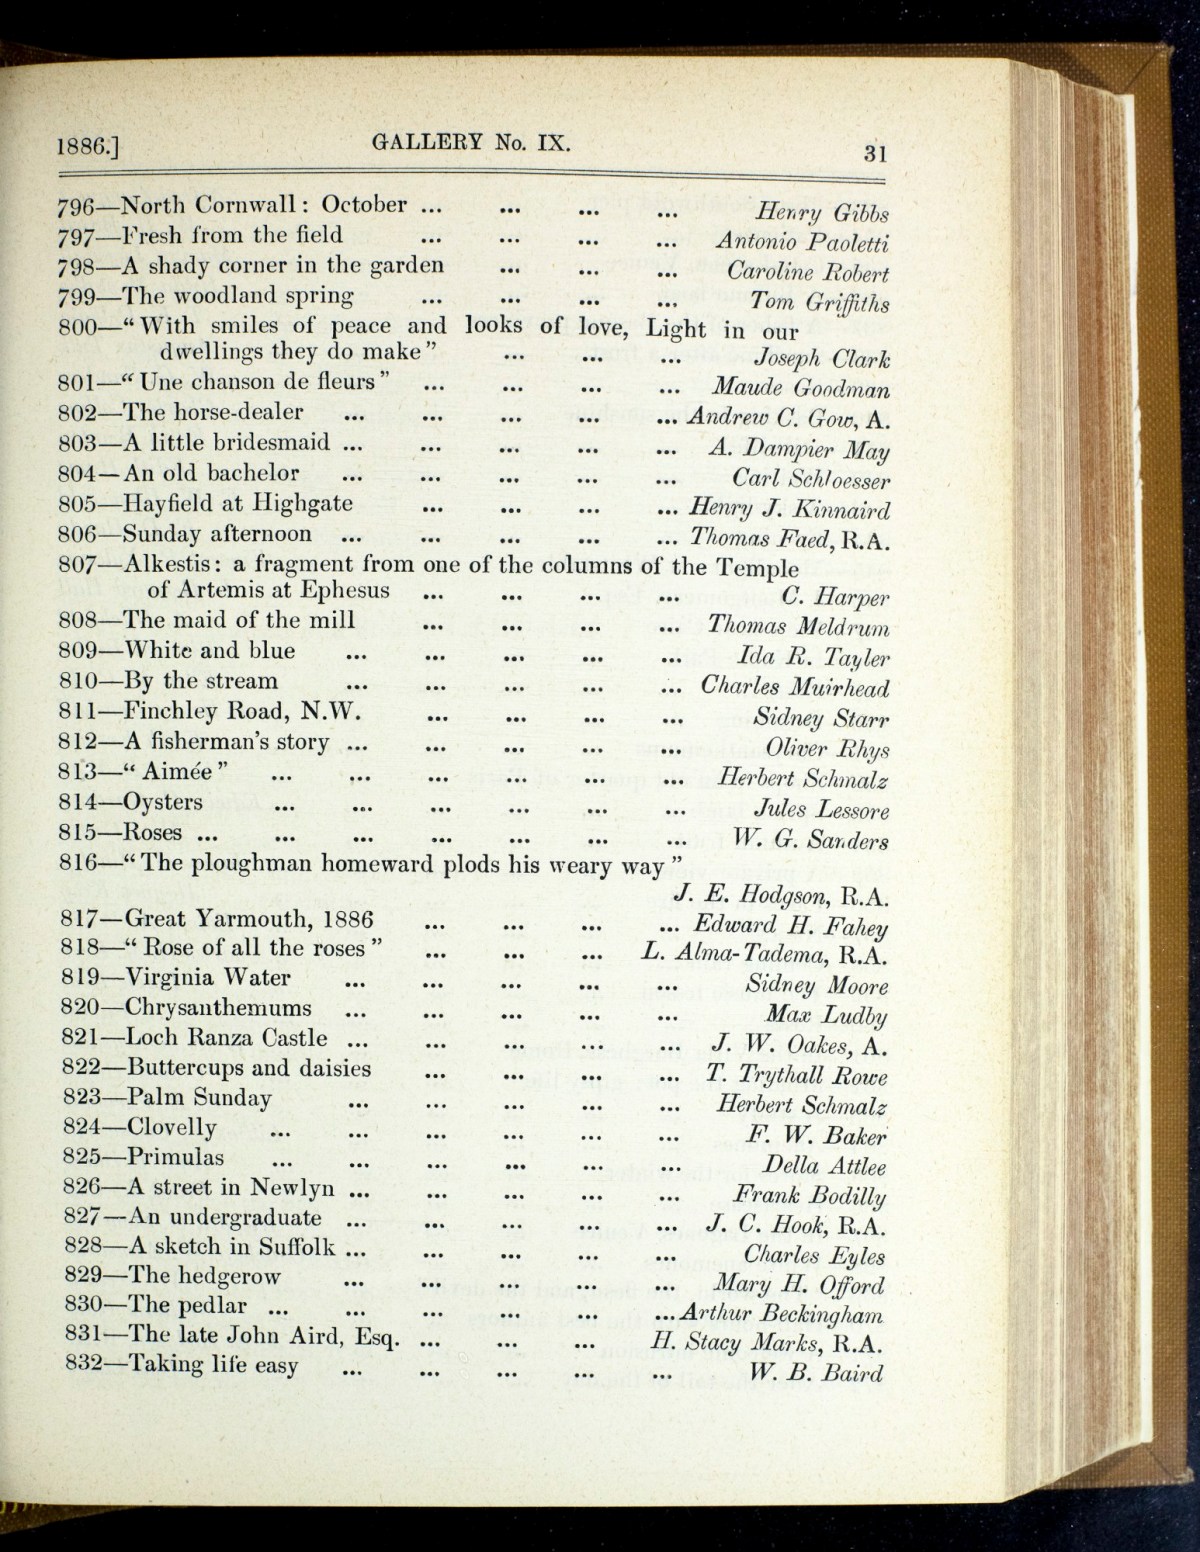 1886.] GALLERY No. IX. 31
796—North Cornwall: October ... ... ... ... Henry Gibbs
797—Fresh from the field ... ... ... ... Antonio Paoletti
798—A shady corner in the garden ... ... ... Caroline Robert
799—The woodland spring ... ... ... ... Tom Griffiths
800—“With smiles of peace and looks of love, Light in our
dwellings they do make” ... ... ... Joseph Clark
801—“Une chanson de fleurs” ... ... ... ... Maude Goodman
802—The horse-dealer ... ... ... ... ... Andrew C. Gow, A.
803—A little bridesmaid ... ... ... ... ... A. Dampier May
804—An old bachelor ... ... ... ... ... Carl Schloesser
805—Hayfield at Highgate ... ... ... ... Henry J. Kinnaird
806—Sunday afternoon ... ... ... ... ... Thomas Faed, R.A.
807—Alkestis: a fragment from one of the columns of the Temple
of Artemis at Ephesus ... ... ... ... C. Harper
808—The maid of the mill ... ... ... ... Thomas Meldrum
809—White and blue ... ... ... ... ... Ida R. Tayler
810—By the stream ... ... ... ... ... Charles Muirhead
811—Finchley Road, N.W. ... ... ... ... Sidney Starr
812—A fisherman's story ... ... ... ... ... Oliver Rhys
813—“Aimée” ... ... ... ... ... ... Herbert Schmalz
814—Oysters ... ... ... ... ... ... Jules Lessore
815—Roses ... ... ... ... ... ... ... W. G. Sanders
816—“The ploughman homeward plods his weary way”
J. E. Hodgson, R.A.
817—Great Yarmouth, 1886 ... ... ... ... Edward H. Fahey
818—“Rose of all the roses” ... ... ... L. Alma-Tadema, R.A.
819—Virginia Water ... ... ... ... ... Sidney Moore
820—Chrysanthemums ... ... ... ... ... Max Ludby
821—Loch Ranza Castle ... ... ... ... ... J. W. Oakes, A.
822—Buttercups and daisies ... ... ... ... T. Trythall Rowe
823—Palm Sunday ... ... ... ... ... Herbert Schmalz
824—Clovelly ... ... ... ... ... ... F. W. Baker
825—Primulas ... ... ... ... ... ... Della Attlee
826—A street in Newlyn ... ... ... ... ... Frank Bodilly
827—An undergraduate ... ... ... ... ... J. C. Hook, R.A.
828—A sketch in Suffolk ... ... ... ... ... Charles Eyles
829—The hedgerow ... ... ... ... ... Mary H. Offord
830—The pedlar ... ... ... ... ... ... Arthur Beckingham
831—The late John Aird, Esq. ... ... ... H. Stacy Marks, R.A.
832—Taking life easy ... ... ... ... ... W. B. Baird